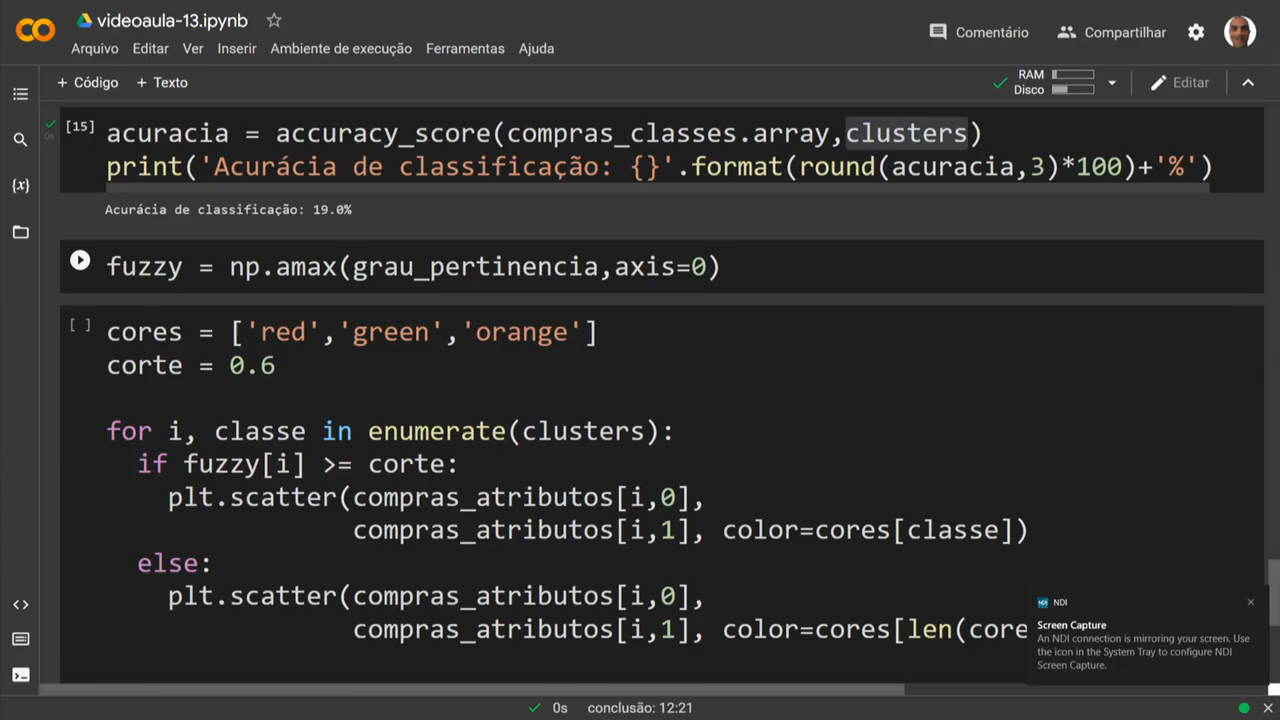 videoaula-13.ipynb
Arquivo Editar Ver Inserir Ambiente de execução Ferramentas Ajuda
Comentário Compartilhar
+ Código + Texto
RAM
Disco
Editar
[15] acuracia = accuracy_score(compras_classes.array,clusters)
0s
print('Acurácia de classificação: {}'.format(round(acuracia,3)*100)+'%')
Acurácia de classificação: 19.0%
fuzzy = np.amax(grau_pertinencia,axis=0)
[ ] cores = ['red','green','orange']
corte = 0.6
for i, classe in enumerate(clusters):
if fuzzy[i] >= corte:
plt.scatter(compras_atributos[i,0],
compras_atributos[i,1], color=cores[classe])
else:
plt.scatter(compras_atributos[i,0],
compras_atributos[i,1], color=cores[len(core
NDI
Screen Capture
An NDI connection is mirroring your screen. Use
the icon in the System Tray to configure NDI
Screen Capture.
0s conclusão: 12:21